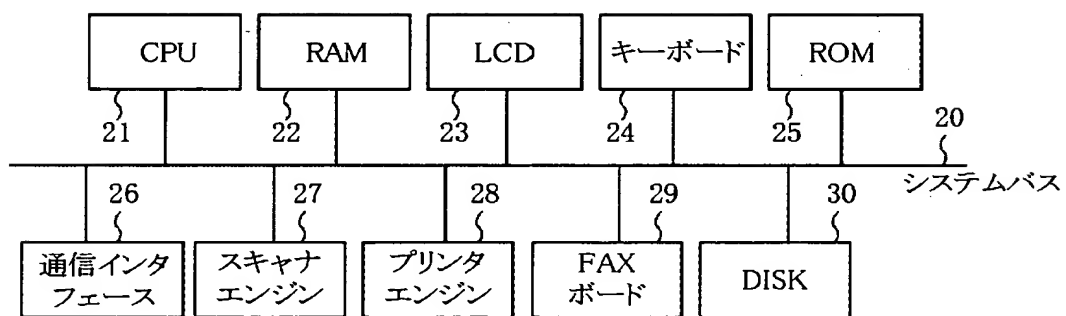 CPU
RAM
LCD
キーボード
ROM
21
22
23
24
25
20
システムバス
26
27
28
29
30
通信インタ
フェース
スキャナ
エンジン
プリンタ
エンジン
FAX
ボード
DISK